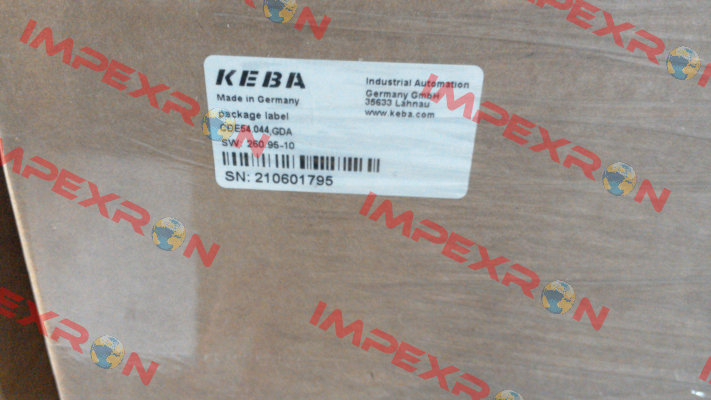 KEBA
Industrial Automation
Germany GmbH
35633 Lahnau
www.keba.com
Made in Germany
package label
CDE54.044,GDA
SW: 260.95-10
SN: 210601795
IMPEXRON
IMPEXRON
IMPEXRON
IMPEXRON
IMPEXRON
IMPEXRON